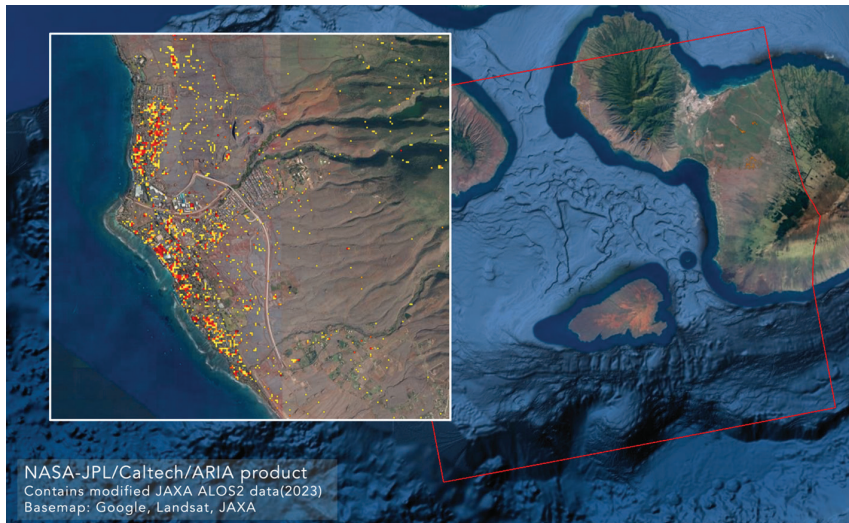 NASA-JPL/Caltech/ARIA product
Contains modified JAXA ALOS2 data(2023)
Basemap: Google, Landsat, JAXA